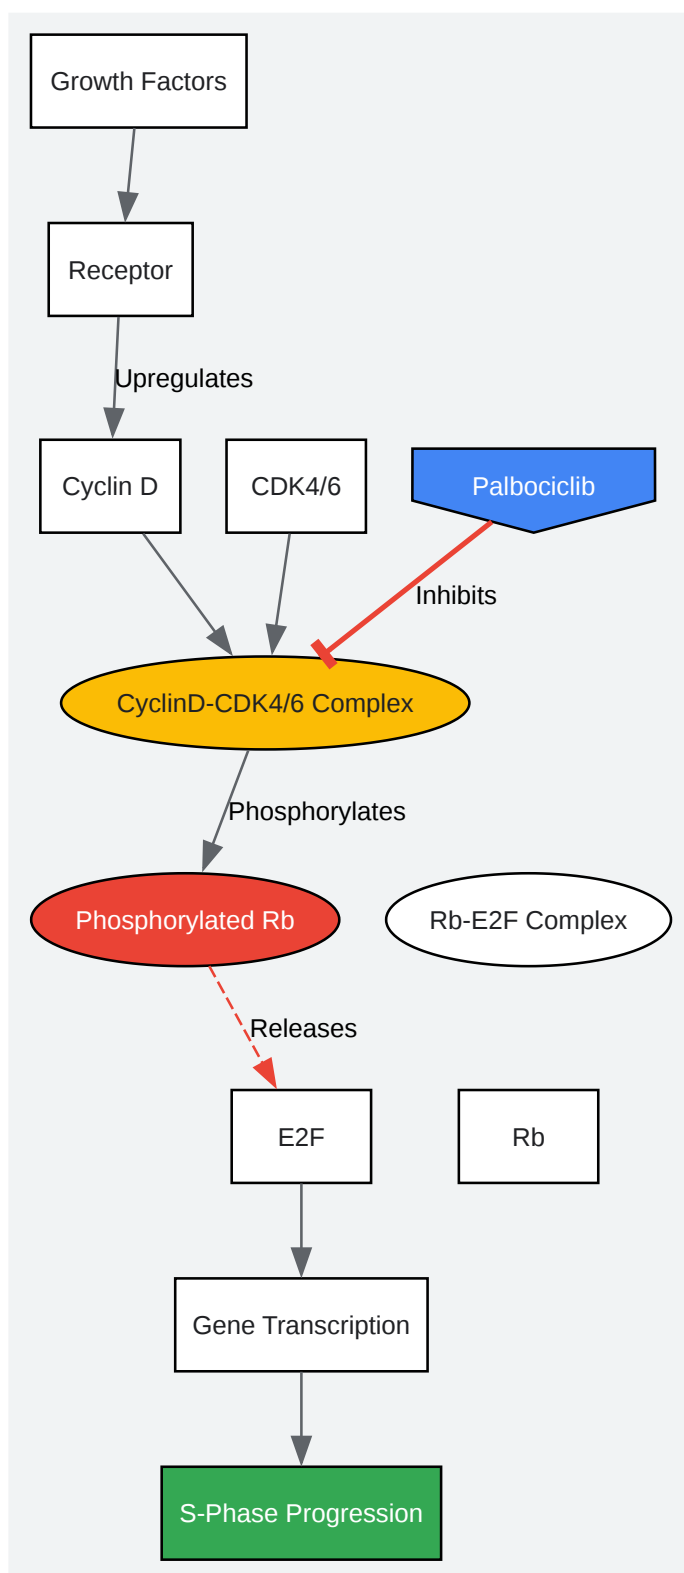 Growth Factors
Receptor
Upregulates
Cyclin D
CDK4/6
Palbociclib
Inhibits
CyclinD-CDK4/6 Complex
Phosphorylates
Phosphorylated Rb
Rb-E2F Complex
Releases
E2F
Rb
Gene Transcription
S-Phase Progression